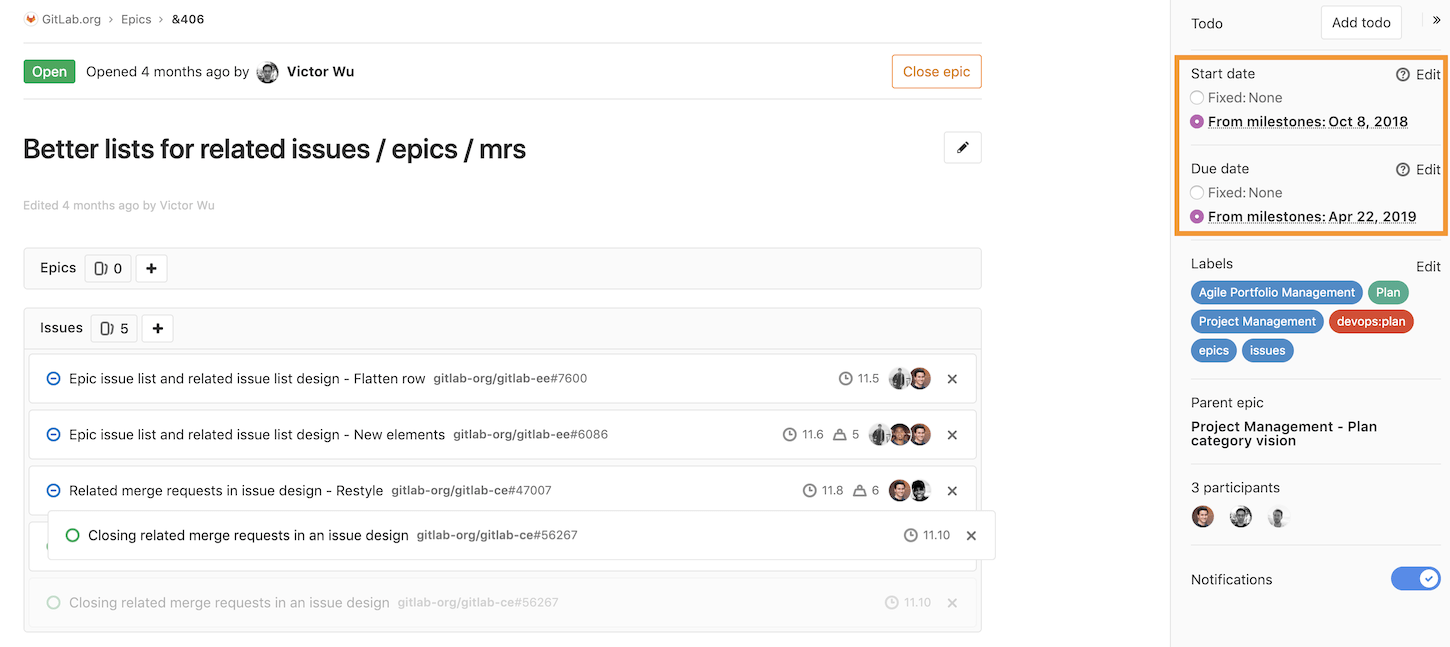 GitLab.org > Epics > &406
Open Opened 4 months ago by Victor Wu Close epic
Better lists for related issues / epics / mrs
Edited 4 months ago by Victor Wu
Epics 0 +
Issues 5 +
Epic issue list and related issue list design - Flatten row gitlab-org/gitlab-ee#7600 11.5
Epic issue list and related issue list design - New elements gitlab-org/gitlab-ee#6086 11.6 5
Related merge requests in issue design - Restyle gitlab-org/gitlab-ce#47007 11.8 6
Closing related merge requests in an issue design gitlab-org/gitlab-ce#56267 11.10
Closing related merge requests in an issue design gitlab-org/gitlab-ce#56267 11.10
Todo Add todo »
Start date Edit
Fixed: None
From milestones: Oct 8, 2018
Due date Edit
Fixed: None
From milestones: Apr 22, 2019
Labels Edit
Agile Portfolio Management Plan
Project Management devops:plan
epics issues
Parent epic
Project Management - Plan
category vision
3 participants
Notifications